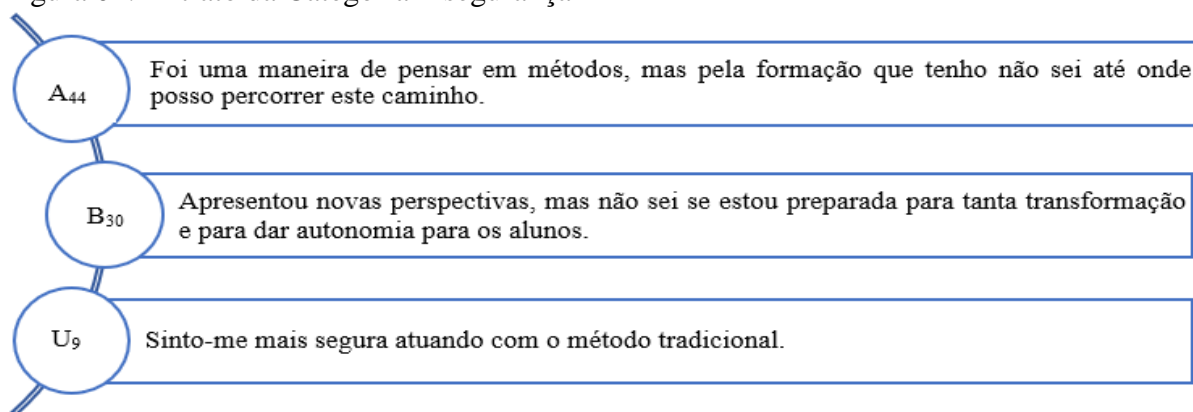 A₄₄
Foi uma maneira de pensar em métodos, mas pela formação que tenho não sei até onde
posso percorrer este caminho.
B₃₀
Apresentou novas perspectivas, mas não sei se estou preparada para tanta transformação
e para dar autonomia para os alunos.
U₉
Sinto-me mais segura atuando com o método tradicional.